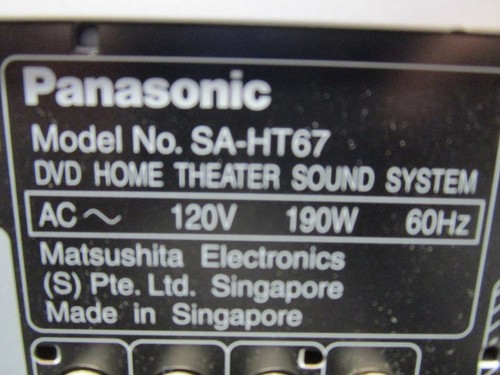 Panasonic
Model No. SA-HT67
DVD HOME THEATER SOUND SYSTEM
AC ~ 120V 190W 60Hz
Matsushita Electronics
(S) Pte. Ltd. Singapore
Made in Singapore